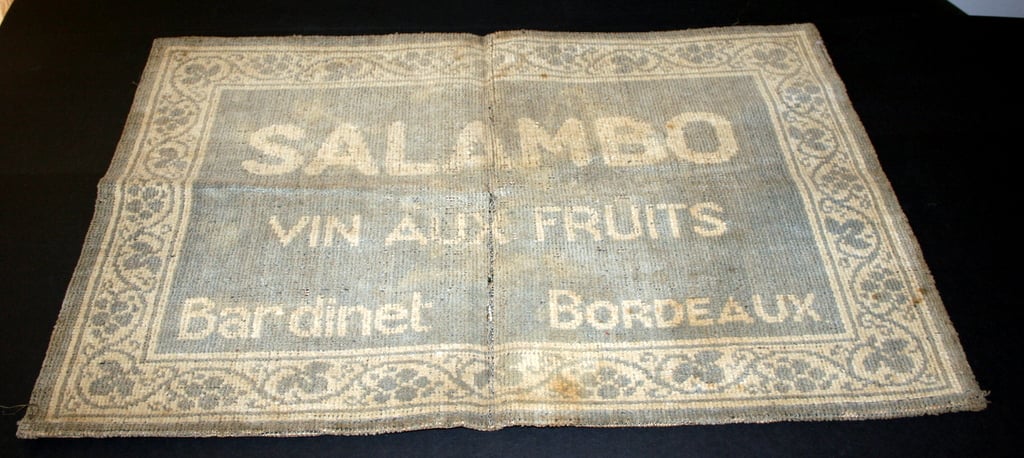 SALAMBO
VIN AUX FRUITS
Bardinet BORDEAUX